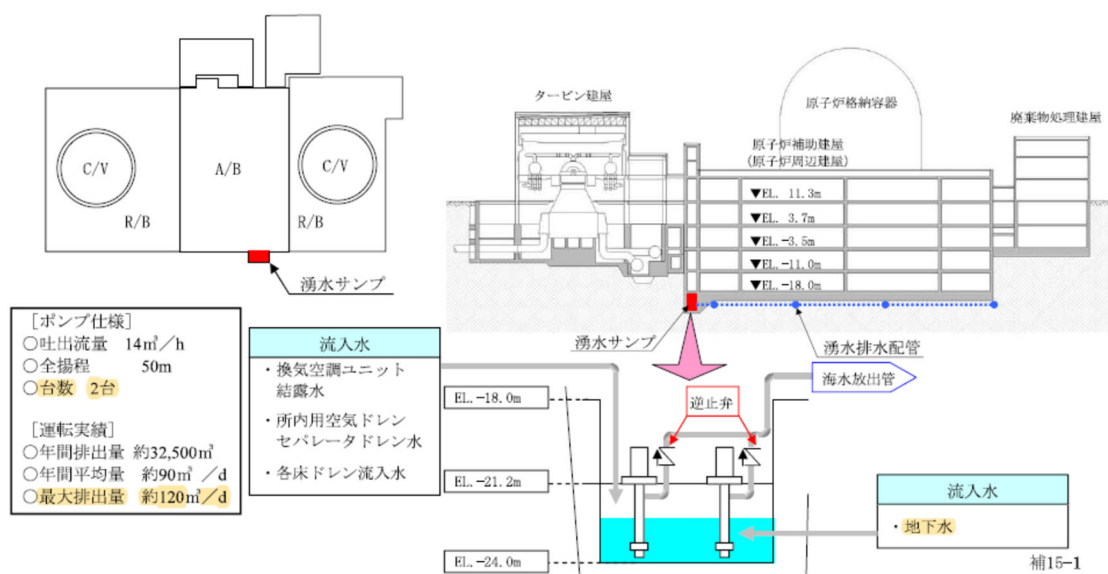 C/V
A/B
C/V
R/B
R/B
湧水サンプ
タービン建屋
原子炉格納容器
原子炉補助建屋
(原子炉周辺建屋)
廃棄物処理建屋
▼EL. 11.3m
▼EL. 3.7m
▼EL.-3.5m
▼EL.-11.0m
▼EL.-18.0m
湧水サンプ
湧水排水配管
海水放出管
[ポンプ仕様]
○吐出流量 14㎥/h
○全揚程 50m
○台数 2台
[運転実績]
○年間排出量 約32,500㎥
○年間平均量 約90㎥/d
○最大排出量 約120㎥/d
流入水
・換気空調ユニット
結露水
・所内用空気ドレン
セパレータドレン水
・各床ドレン流入水
EL.-18.0m
EL.-21.2m
EL.-24.0m
逆止弁
流入水
・地下水
補15-1